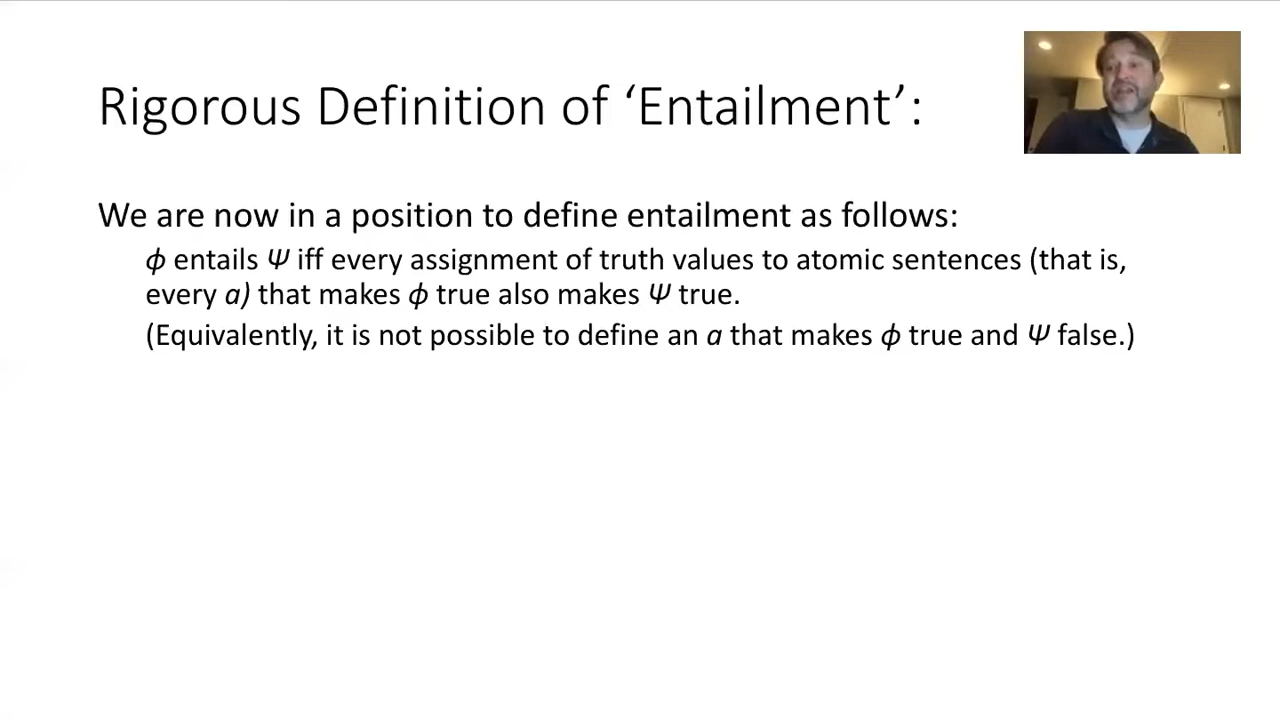 Rigorous Definition of ‘Entailment’:
We are now in a position to define entailment as follows:
ϕ entails Ψ iff every assignment of truth values to atomic sentences (that is,
every a) that makes ϕ true also makes Ψ true.
(Equivalently, it is not possible to define an a that makes ϕ true and Ψ false.)